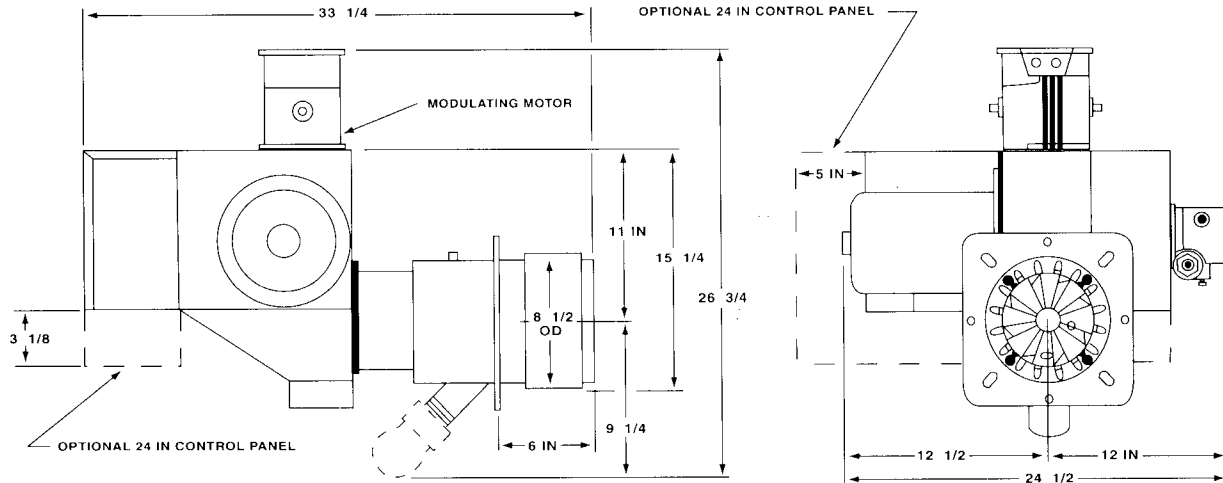 33 1/4
OPTIONAL 24 IN CONTROL PANEL
MODULATING MOTOR
5 IN
11 IN
15 1/4
26 3/4
3 1/8
8 1/2
OD
9 1/4
6 IN
OPTIONAL 24 IN CONTROL PANEL
12 1/2
12 IN
24 1/2